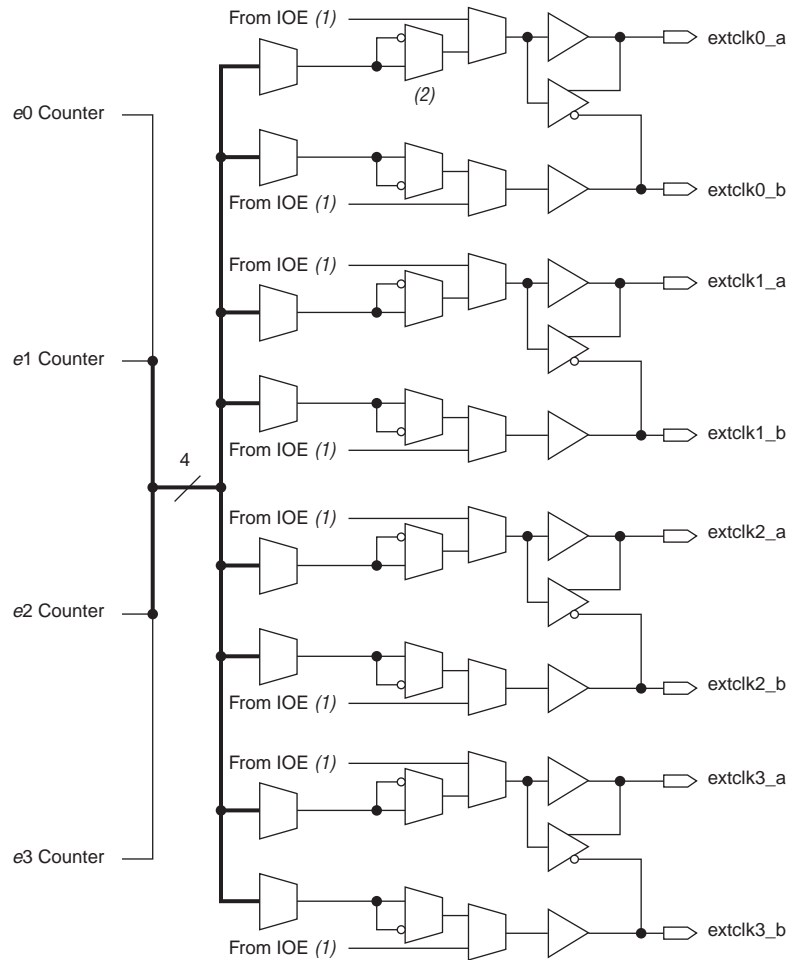 From IOE (1)
extclk0_a
(2)
e0 Counter
From IOE (1)
extclk0_b
From IOE (1)
extclk1_a
e1 Counter
From IOE (1)
extclk1_b
4
From IOE (1)
extclk2_a
e2 Counter
From IOE (1)
extclk2_b
From IOE (1)
extclk3_a
e3 Counter
From IOE (1)
extclk3_b